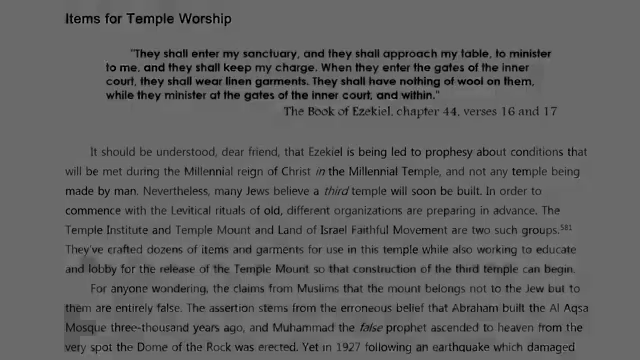 Items for Temple Worship
"They shall enter my sanctuary, and they shall approach my table, to minister
to me, and they shall keep my charge. When they enter the gates of the inner
court, they shall wear linen garments. They shall have nothing of wool on them,
while they minister at the gates of the inner court, and within."
The Book of Ezekiel, chapter 44, verses 16 and 17
It should be understood, dear friend, that Ezekiel is being led to prophesy about conditions that
will be met during the Millennial reign of Christ in the Millennial Temple, and not any temple being
made by man. Nevertheless, many Jews believe a third temple will soon be built. In order to
commence with the Levitical rituals of old, different organizations are preparing in advance. The
Temple Institute and Temple Mount and Land of Israel Faithful Movement are two such groups.581
They've crafted dozens of items and garments for use in this temple while also working to educate
and lobby for the release of the Temple Mount so that construction of the third temple can begin.
For anyone wondering, the claims from Muslims that the mount belongs not to the Jew but to
them are entirely false. The assertion stems from the erroneous belief that Abraham built the Al Aqsa
Mosque three-thousand years ago, and Muhammad the false prophet ascended to heaven from the
very spot the Dome of the Rock was erected. Yet in 1927 following an earthquake which damaged